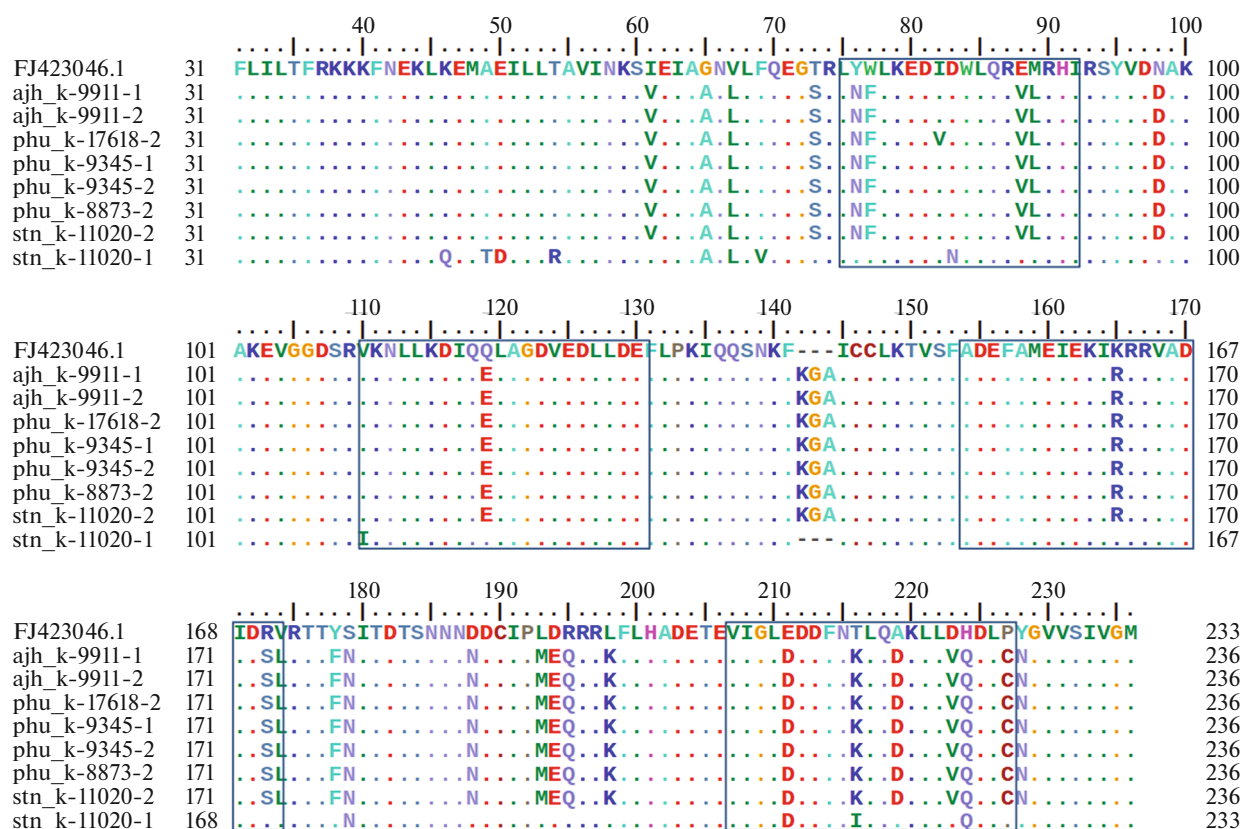 40 50 60 70 80 90 100
....|....|....|....|....|....|....|....|....|....|....|....|....|....|
FJ423046.1 31 FLILTFRKKKFNEKLKEMAEILLTAVINKSIEIAGNVLFQEGTRLYWLKEDIDWLQREMRHIRSYVDNAK 100
ajh_k-9911-1 31 ..............................V...A.L.....S..NF..........VL........D.. 100
ajh_k-9911-2 31 ..............................V...A.L.....S..NF..........VL........D.. 100
phu_k-17618-2 31 ..............................V...A.L.....S..NF....V.....VL........D.. 100
phu_k-9345-1 31 ..............................V...A.L.....S..NF..........VL........D.. 100
phu_k-9345-2 31 ..............................V...A.L.....S..NF..........VL........D.. 100
phu_k-8873-2 31 ..............................V...A.L.....S..NF..........VL........D.. 100
stn_k-11020-2 31 ..............................V...A.L.....S..NF..........VL........D.. 100
stn_k-11020-1 31 ...............Q..TD...R..........A.L.V.............N................. 100
110 120 130 140 150 160 170
....|....|....|....|....|....|....|....|....|....|....|....|....|....|
FJ423046.1 101 AKEVGGDSRVKNLLKDIQQLAGDVEDLLDEFLPKIQQSNKF---ICCLKTVSFADEFAMEIEKIKRRVAD 167
ajh_k-9911-1 101 ..................E......................KGA....................R..... 170
ajh_k-9911-2 101 ..................E......................KGA....................R..... 170
phu_k-17618-2 101 ..................E......................KGA....................R..... 170
phu_k-9345-1 101 ..................E......................KGA....................R..... 170
phu_k-9345-2 101 ..................E......................KGA....................R..... 170
phu_k-8873-2 101 ..................E......................KGA....................R..... 170
stn_k-11020-2 101 ..................E......................KGA....................R..... 170
stn_k-11020-1 101 .........I...............................---.......................... 167
180 190 200 210 220 230
....|....|....|....|....|....|....|....|....|....|....|....|....|.
FJ423046.1 168 IDRVRTTYSITDTSNNNDDCIPLDRRRLFLHADETEVIGLEDDFNTLQAKLLDHDLPYGVVSIVGM 233
ajh_k-9911-1 171 ..SL...FN........N....MEQ..K............D....K..D...VQ..CN........ 236
ajh_k-9911-2 171 ..SL...FN........N....MEQ..K............D....K..D...VQ..CN........ 236
phu_k-17618-2 171 ..SL...FN........N....MEQ..K............D....K..D...VQ..CN........ 236
phu_k-9345-1 171 ..SL...FN........N....MEQ..K............D....K..D...VQ..CN........ 236
phu_k-9345-2 171 ..SL...FN........N....MEQ..K............D....K..D...VQ..CN........ 236
phu_k-8873-2 171 ..SL...FN........N....MEQ..K............D....K..D...VQ..CN........ 236
stn_k-11020-2 171 ..SL...FN........N....MEQ..K............D....K..D...VQ..CN........ 236
stn_k-11020-1 168 ........N...............................D....I.......Q............ 233